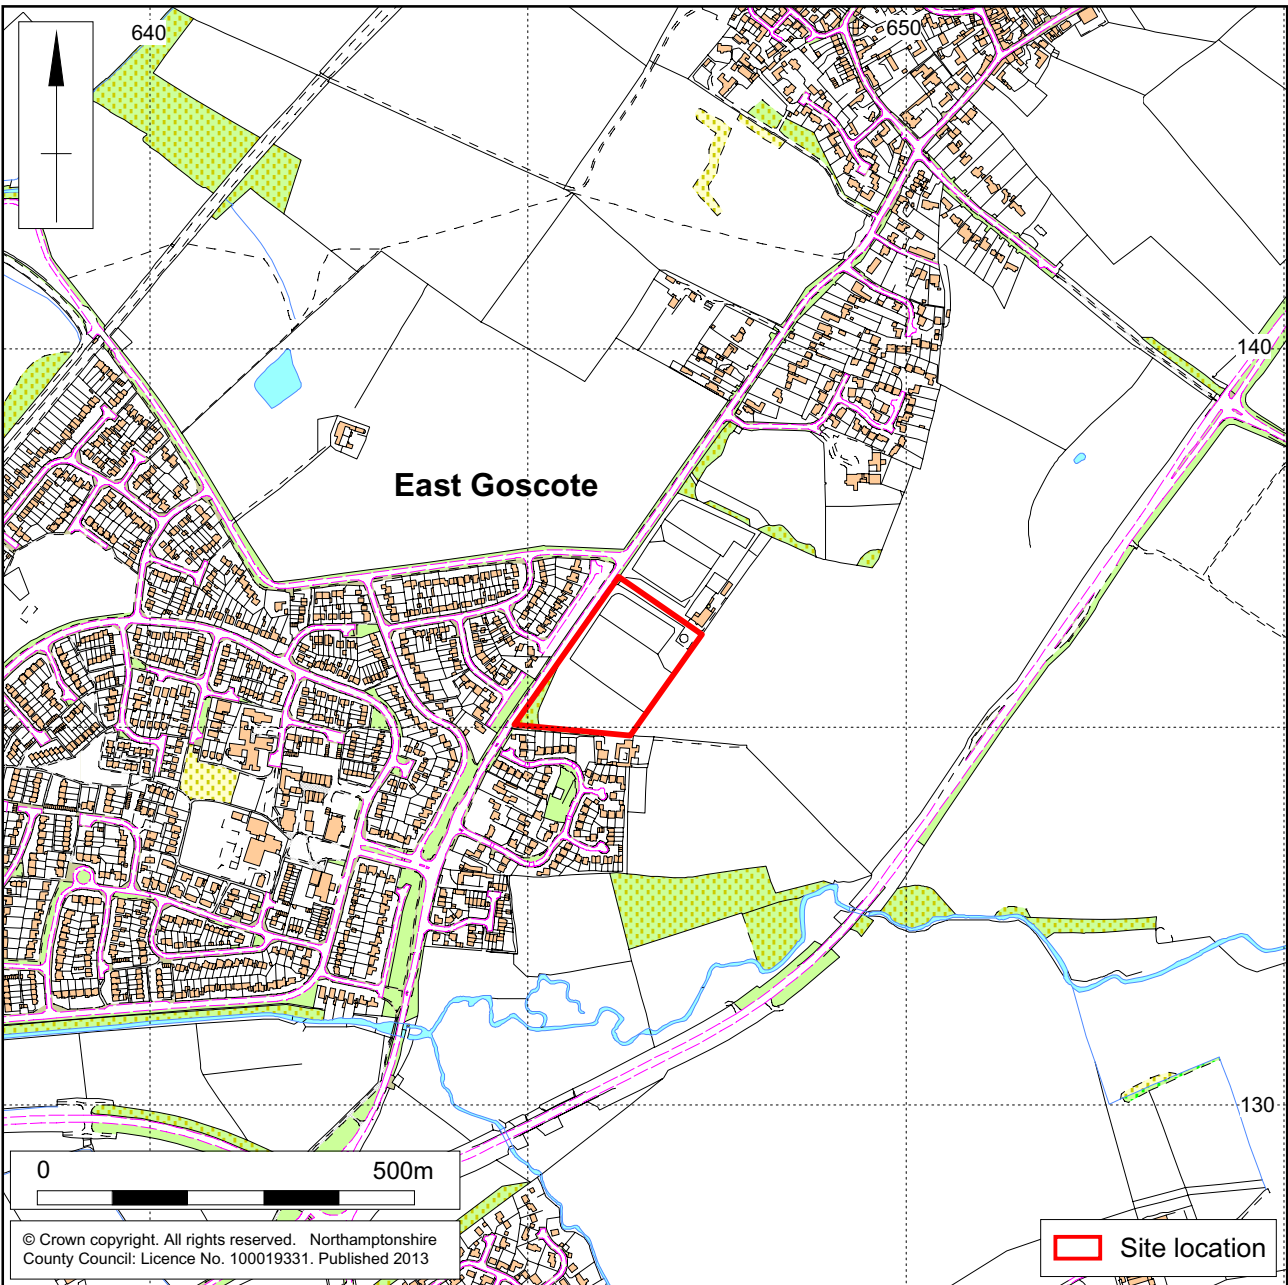 640
650
140
East Goscote
130
0 500m
© Crown copyright. All rights reserved. Northamptonshire
County Council: Licence No. 100019331. Published 2013
Site location